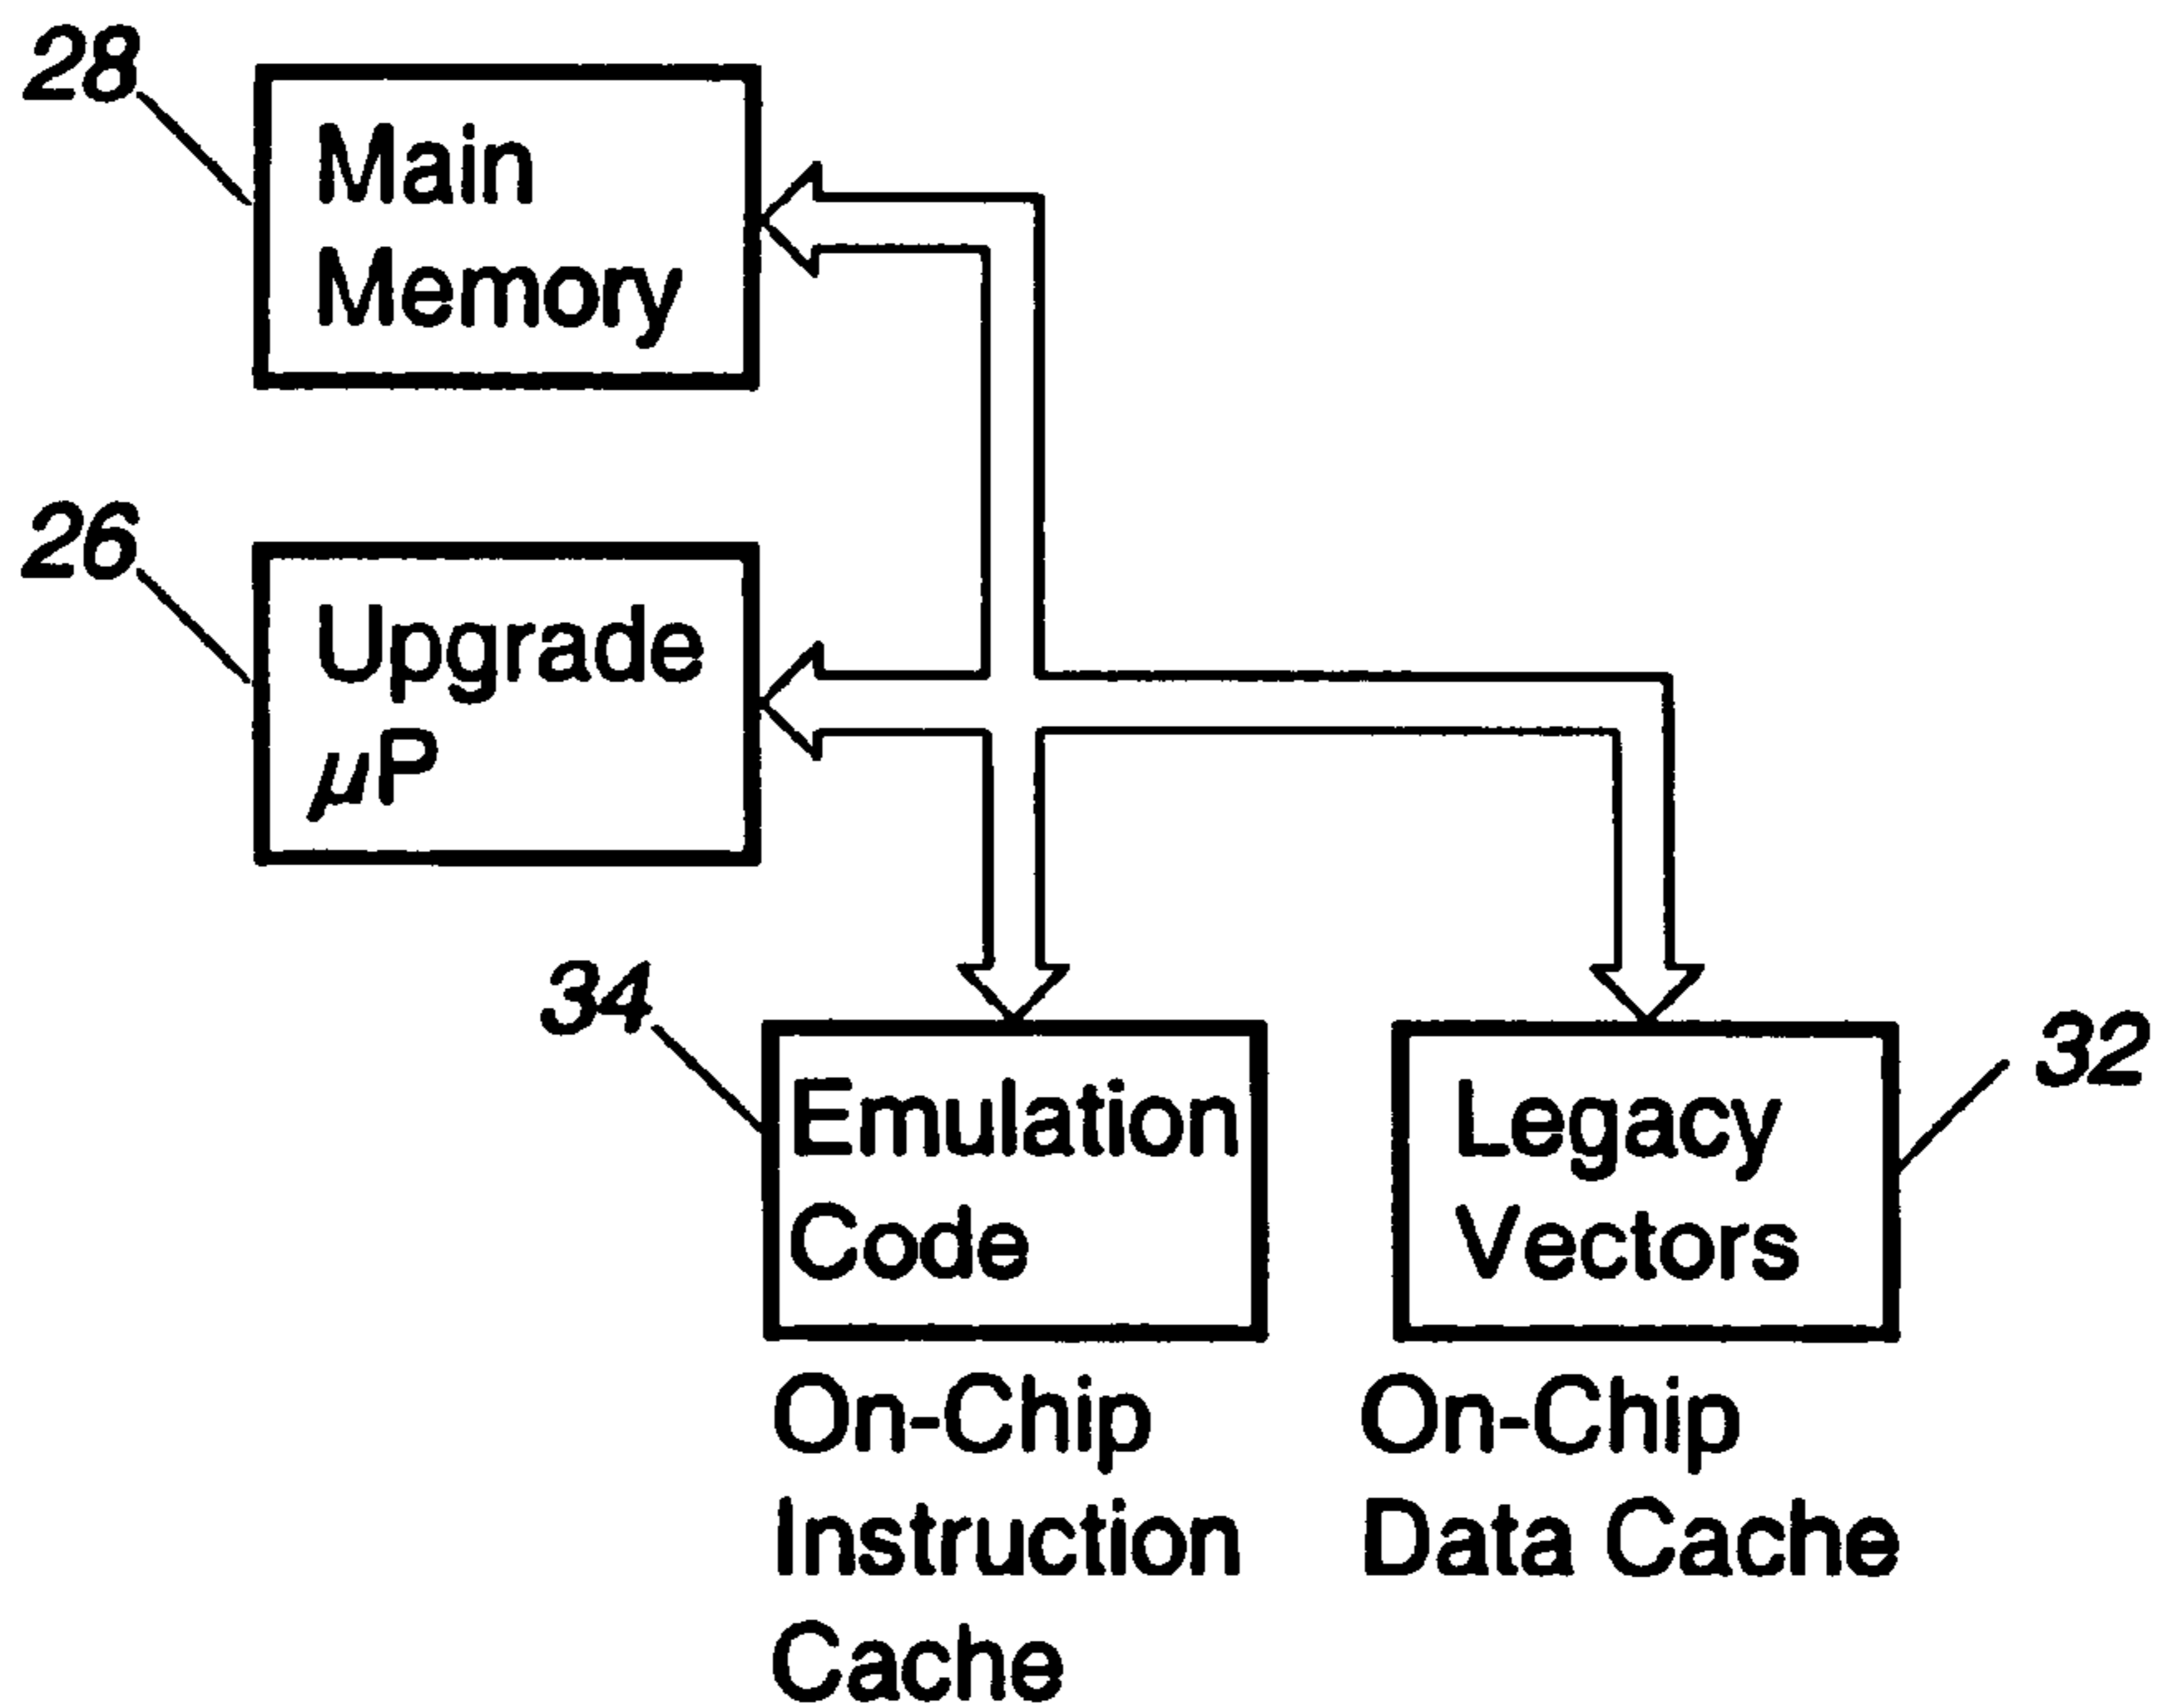 28
Main
Memory
26
Upgrade
µP
34
Emulation
Code
32
Legacy
Vectors
On-Chip
Instruction
Cache
On-Chip
Data Cache